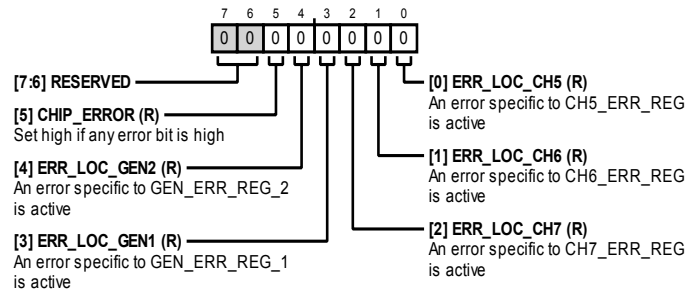 7 6 5 4 3 2 1 0
0 0 0 0 0 0 0 0
[7:6] RESERVED
[5] CHIP_ERROR (R)
Set high if any error bit is high
[4] ERR_LOC_GEN2 (R)
An error specific to GEN_ERR_REG_2
is active
[3] ERR_LOC_GEN1 (R)
An error specific to GEN_ERR_REG_1
is active
[0] ERR_LOC_CH5 (R)
An error specific to CH5_ERR_REG
is active
[1] ERR_LOC_CH6 (R)
An error specific to CH6_ERR_REG
is active
[2] ERR_LOC_CH7 (R)
An error specific to CH7_ERR_REG
is active